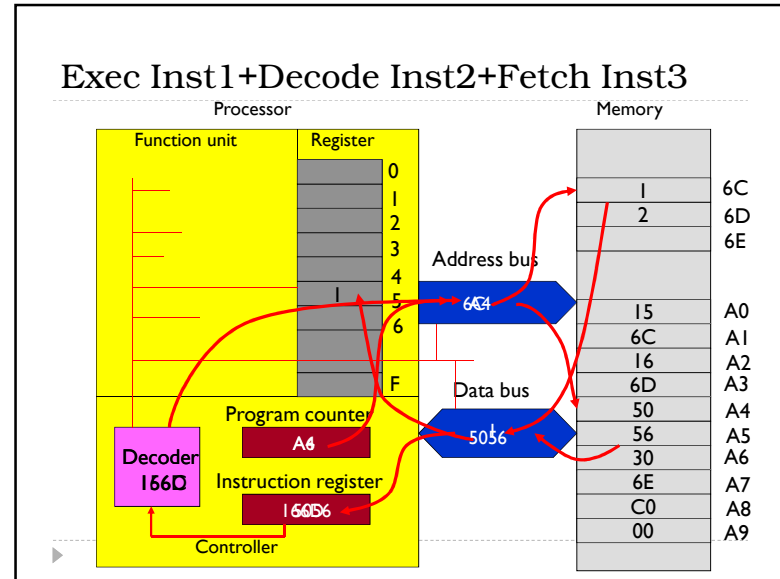 Exec Inst1+Decode Inst2+Fetch Inst3
Processor
Memory
Function unit
Register
0
1
2
3
4
5
6
F
1
Address bus
Data bus
5056
Program counter
Instruction register
Decoder
Controller
1
2
15
6C
16
6D
50
56
30
6E
C0
00
6C
6D
6E
A0
A1
A2
A3
A4
A5
A6
A7
A8
A9